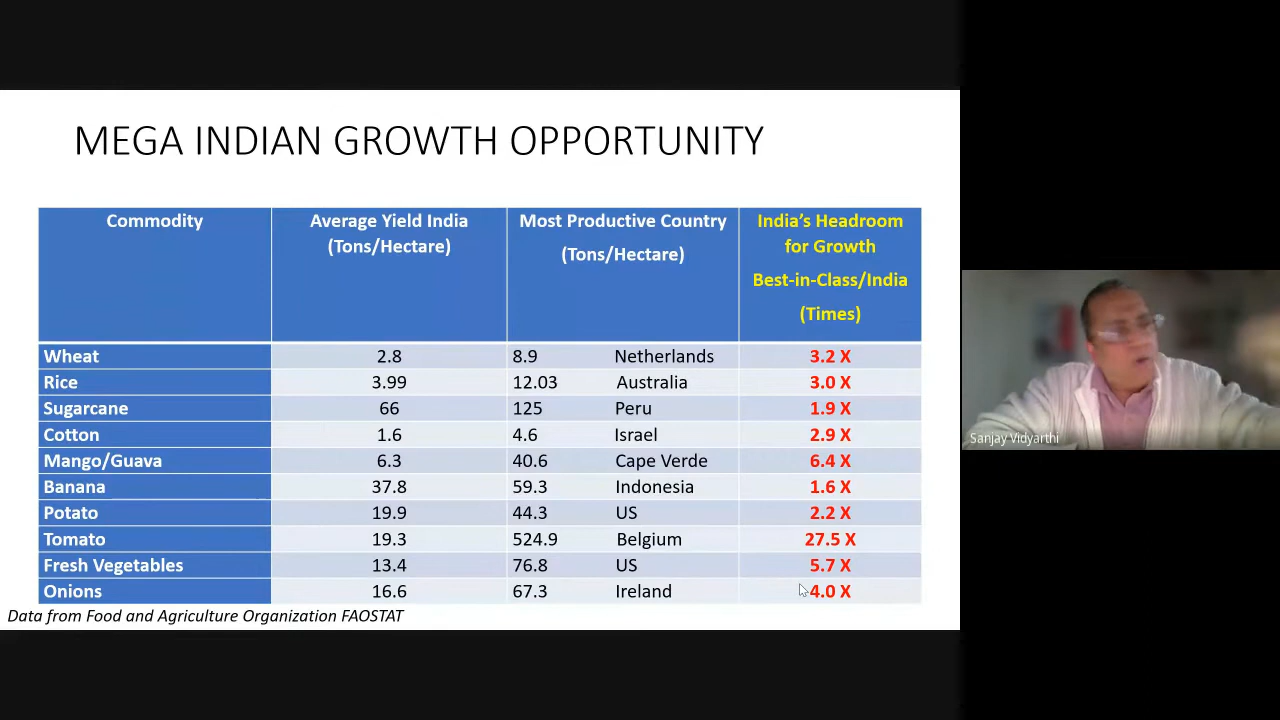 MEGA INDIAN GROWTH OPPORTUNITY
Commodity Average Yield India (Tons/Hectare) Most Productive Country (Tons/Hectare) India’s Headroom for Growth Best-in-Class/India (Times)
Wheat 2.8 8.9 Netherlands 3.2 X
Rice 3.99 12.03 Australia 3.0 X
Sugarcane 66 125 Peru 1.9 X
Cotton 1.6 4.6 Israel 2.9 X
Mango/Guava 6.3 40.6 Cape Verde 6.4 X
Banana 37.8 59.3 Indonesia 1.6 X
Potato 19.9 44.3 US 2.2 X
Tomato 19.3 524.9 Belgium 27.5 X
Fresh Vegetables 13.4 76.8 US 5.7 X
Onions 16.6 67.3 Ireland 4.0 X
Data from Food and Agriculture Organization FAOSTAT
Sanjay Vidyarthi